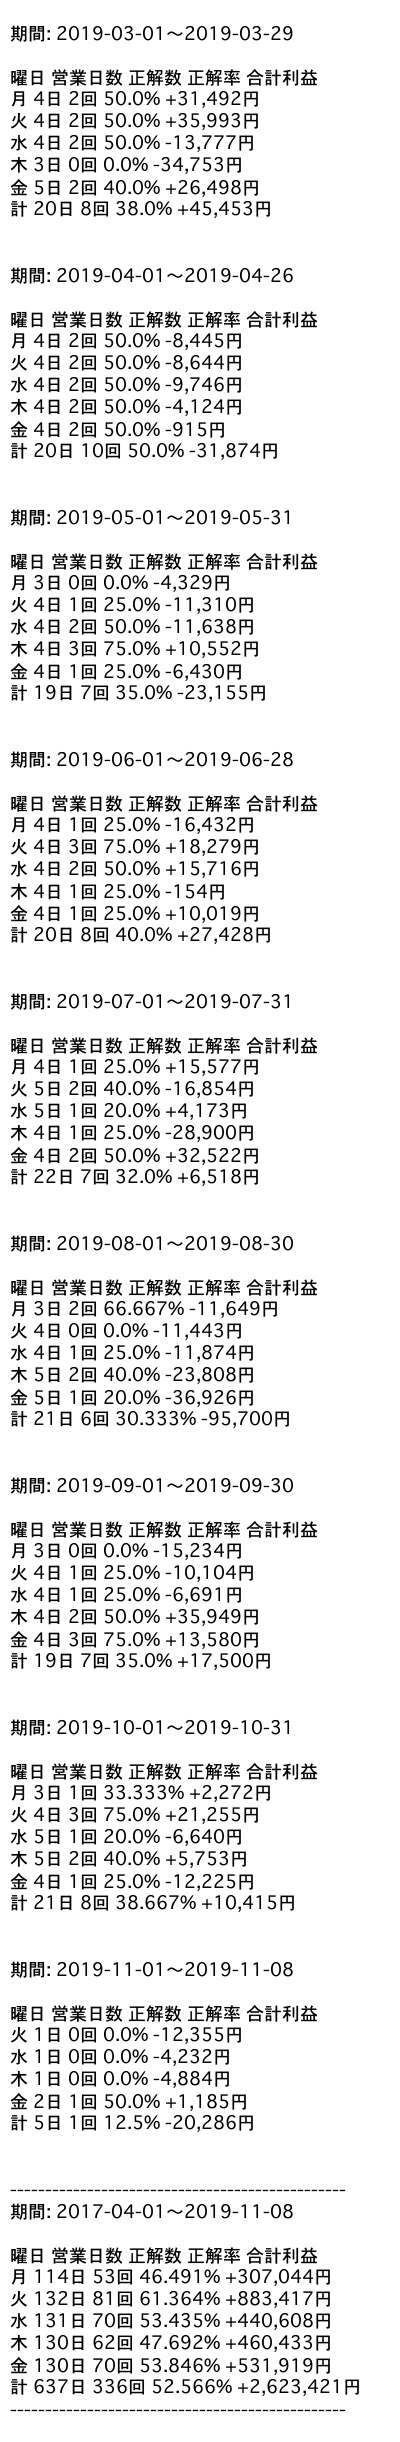 期間: 2019-03-01〜2019-03-29
曜日 営業日数 正解数 正解率 合計利益
月 4日 2回 50.0% +31,492円
火 4日 2回 50.0% +35,993円
水 4日 2回 50.0% -13,777円
木 3日 0回 0.0% -34,753円
金 5日 2回 40.0% +26,498円
計 20日 8回 38.0% +45,453円
期間: 2019-04-01〜2019-04-26
曜日 営業日数 正解数 正解率 合計利益
月 4日 2回 50.0% -8,445円
火 4日 2回 50.0% -8,644円
水 4日 2回 50.0% -9,746円
木 4日 2回 50.0% -4,124円
金 4日 2回 50.0% -915円
計 20日 10回 50.0% -31,874円
期間: 2019-05-01〜2019-05-31
曜日 営業日数 正解数 正解率 合計利益
月 3日 0回 0.0% -4,329円
火 4日 1回 25.0% -11,310円
水 4日 2回 50.0% -11,638円
木 4日 3回 75.0% +10,552円
金 4日 1回 25.0% -6,430円
計 19日 7回 35.0% -23,155円
期間: 2019-06-01〜2019-06-28
曜日 営業日数 正解数 正解率 合計利益
月 4日 1回 25.0% -16,432円
火 4日 3回 75.0% +18,279円
水 4日 2回 50.0% +15,716円
木 4日 1回 25.0% -154円
金 4日 1回 25.0% +10,019円
計 20日 8回 40.0% +27,428円
期間: 2019-07-01〜2019-07-31
曜日 営業日数 正解数 正解率 合計利益
月 4日 1回 25.0% +15,577円
火 5日 2回 40.0% -16,854円
水 5日 1回 20.0% +4,173円
木 4日 1回 25.0% -28,900円
金 4日 2回 50.0% +32,522円
計 22日 7回 32.0% +6,518円
期間: 2019-08-01〜2019-08-30
曜日 営業日数 正解数 正解率 合計利益
月 3日 2回 66.667% -11,649円
火 4日 0回 0.0% -11,443円
水 4日 1回 25.0% -11,874円
木 5日 2回 40.0% -23,808円
金 5日 1回 20.0% -36,926円
計 21日 6回 30.333% -95,700円
期間: 2019-09-01〜2019-09-30
曜日 営業日数 正解数 正解率 合計利益
月 3日 0回 0.0% -15,234円
火 4日 1回 25.0% -10,104円
水 4日 1回 25.0% -6,691円
木 4日 2回 50.0% +35,949円
金 4日 3回 75.0% +13,580円
計 19日 7回 35.0% +17,500円
期間: 2019-10-01〜2019-10-31
曜日 営業日数 正解数 正解率 合計利益
月 3日 1回 33.333% +2,272円
火 4日 3回 75.0% +21,255円
水 5日 1回 20.0% -6,640円
木 5日 2回 40.0% +5,753円
金 4日 1回 25.0% -12,225円
計 21日 8回 38.667% +10,415円
期間: 2019-11-01〜2019-11-08
曜日 営業日数 正解数 正解率 合計利益
火 1日 0回 0.0% -12,355円
水 1日 0回 0.0% -4,232円
木 1日 0回 0.0% -4,884円
金 2日 1回 50.0% +1,185円
計 5日 1回 12.5% -20,286円
------------------------------------------------
期間: 2017-04-01〜2019-11-08
曜日 営業日数 正解数 正解率 合計利益
月 114日 53回 46.491% +307,044円
火 132日 81回 61.364% +883,417円
水 131日 70回 53.435% +440,608円
木 130日 62回 47.692% +460,433円
金 130日 70回 53.846% +531,919円
計 637日 336回 52.566% +2,623,421円
------------------------------------------------